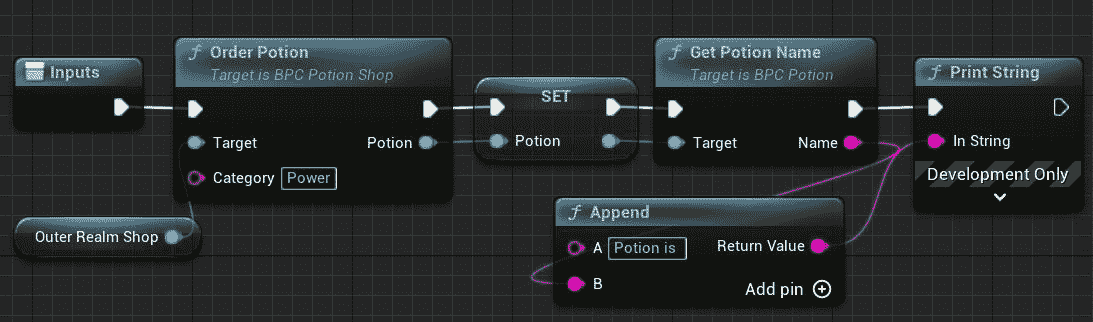 Inputs
Order Potion
Target is BPC Potion Shop
Target
Potion
Category
Power
Outer Realm Shop
SET
Potion
Get Potion Name
Target is BPC Potion
Target
Name
Append
A
Potion is
Return Value
B
Add pin
Print String
In String
Development Only